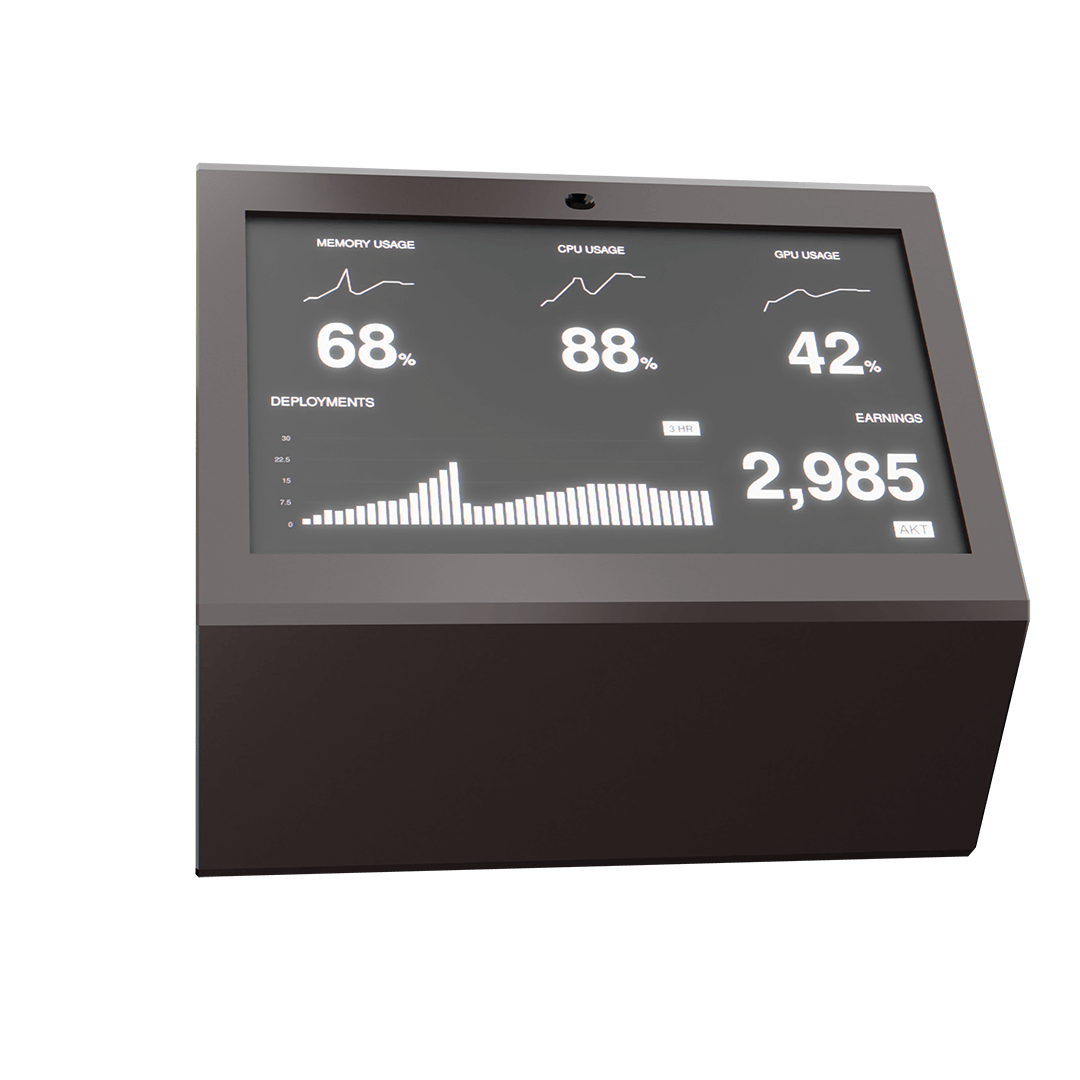 MEMORY USAGE
68%
CPU USAGE
88%
GPU USAGE
42%
DEPLOYMENTS
3 HR
30
22.5
15
7.5
0
EARNINGS
2,985
AKT